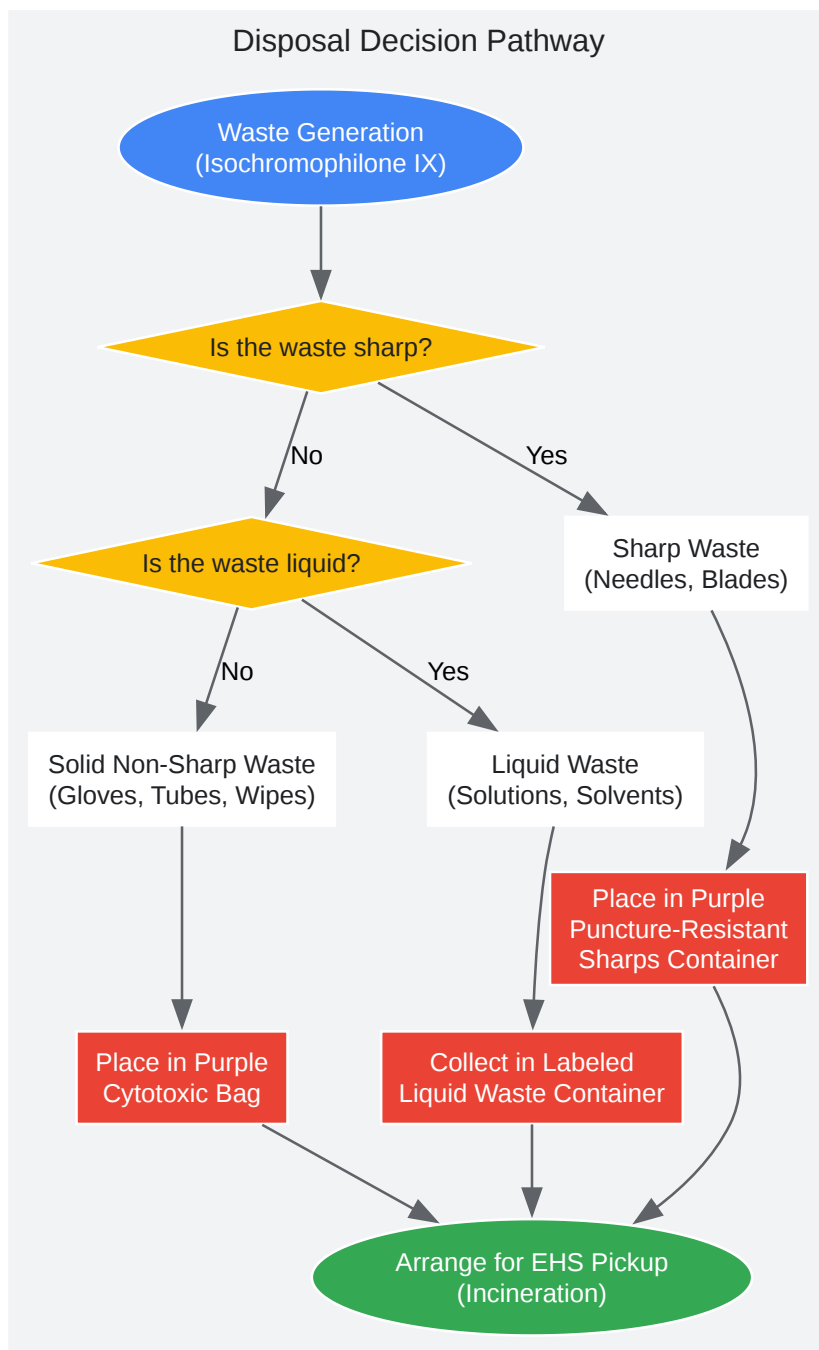 Disposal Decision Pathway
Waste Generation
(Isochromophilone IX)
Is the waste sharp?
No
Yes
Is the waste liquid?
Sharp Waste
(Needles, Blades)
No
Yes
Solid Non-Sharp Waste
(Gloves, Tubes, Wipes)
Liquid Waste
(Solutions, Solvents)
Place in Purple
Puncture-Resistant
Sharps Container
Place in Purple
Cytotoxic Bag
Collect in Labeled
Liquid Waste Container
Arrange for EHS Pickup
(Incineration)